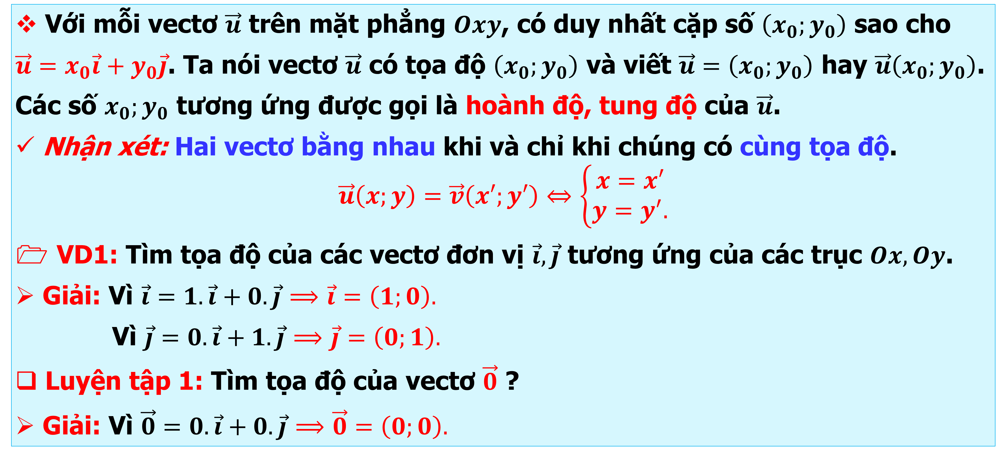 ❖ Với mỗi vectơ $\vec{u}$ trên mặt phẳng $Oxy$, có duy nhất cặp số $(x_0; y_0)$ sao cho
$\vec{u} = x_0\vec{i} + y_0\vec{j}$. Ta nói vectơ $\vec{u}$ có tọa độ $(x_0; y_0)$ và viết $\vec{u} = (x_0; y_0)$ hay $\vec{u}(x_0; y_0)$.
Các số $x_0; y_0$ tương ứng được gọi là hoành độ, tung độ của $\vec{u}$.
✓ Nhận xét: Hai vectơ bằng nhau khi và chỉ khi chúng có cùng tọa độ.
$\vec{u}(x; y) = \vec{v}(x'; y') \Leftrightarrow \begin{cases} x = x' \\ y = y'. \end{cases}$
VD1: Tìm tọa độ của các vectơ đơn vị $\vec{i}, \vec{j}$ tương ứng của các trục $Ox, Oy$.
➢ Giải: Vì $\vec{i} = 1.\vec{i} + 0.\vec{j} \Longrightarrow \vec{i} = (1; 0).$
Vì $\vec{j} = 0.\vec{i} + 1.\vec{j} \Longrightarrow \vec{j} = (0; 1).$
❑ Luyện tập 1: Tìm tọa độ của vectơ $\vec{0}$ ?
➢ Giải: Vì $\vec{0} = 0.\vec{i} + 0.\vec{j} \Longrightarrow \vec{0} = (0; 0).$